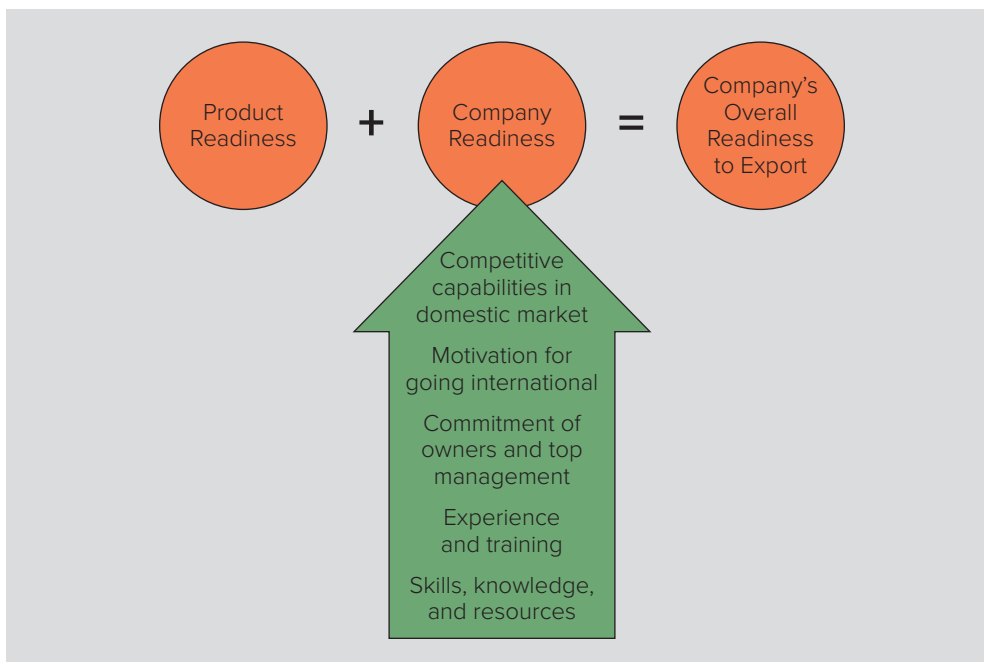 Product
Readiness
+
Company
Readiness
=
Company’s
Overall
Readiness
to Export
Competitive
capabilities in
domestic market
Motivation for
going international
Commitment of
owners and top
management
Experience
and training
Skills, knowledge,
and resources